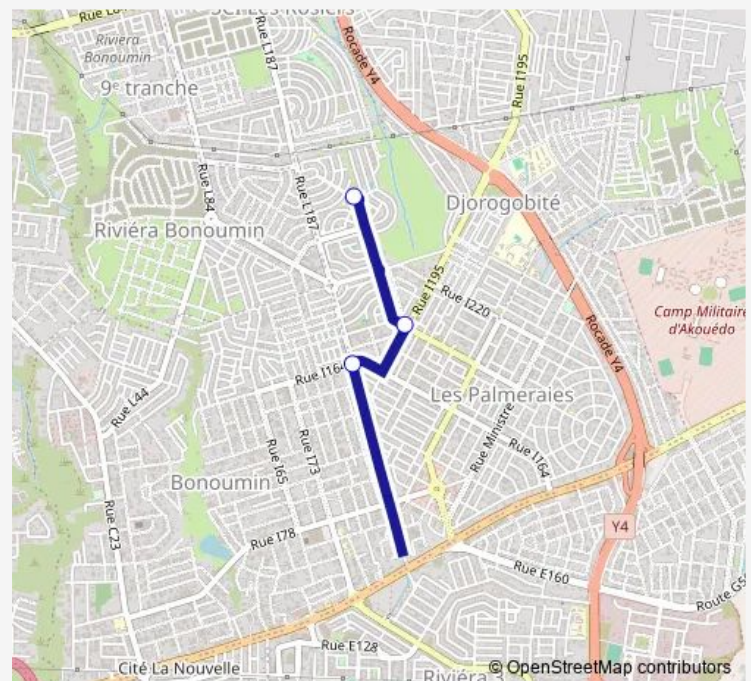 SCI Les Rosiers
Riviera
Bonoumin
9e tranche
Rue L187
Rocade Y4
Rue I195
Rue L84
Rue L187
Djorogobité
Riviéra Bonoumin
Rue I195
Rue I220
Camp Militaire
d'Akouédo
Rocade Y4
Rue I164
Les Palmeraies
Rue L44
Rue Ministre
Rue I164
Rue I73
Rue I65
Bonoumin
Rue C23
Rue I78
Y4
Rue E160
Route G5
Rue E128
Cité La Nouvelle
Riviéra 3
© OpenStreetMap contributors